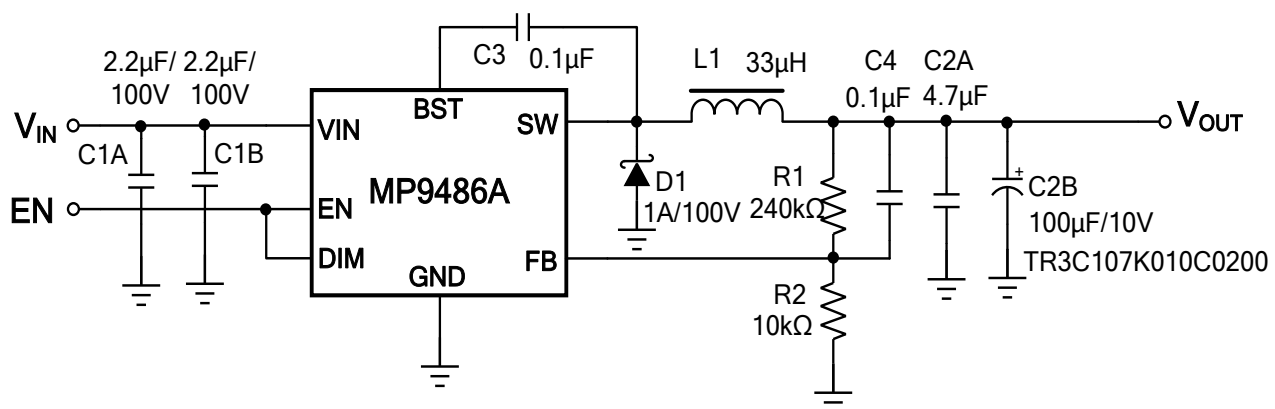 C3 0.1µF
L1 33µH
C4
0.1µF
C2A
4.7µF
2.2µF/
100V
2.2µF/
100V
VIN
C1A
C1B
EN
VIN
BST
SW
MP9486A
EN
DIM
GND
FB
D1
1A/100V
R1
240kΩ
R2
10kΩ
+
C2B
100µF/10V
TR3C107K010C0200
VOUT